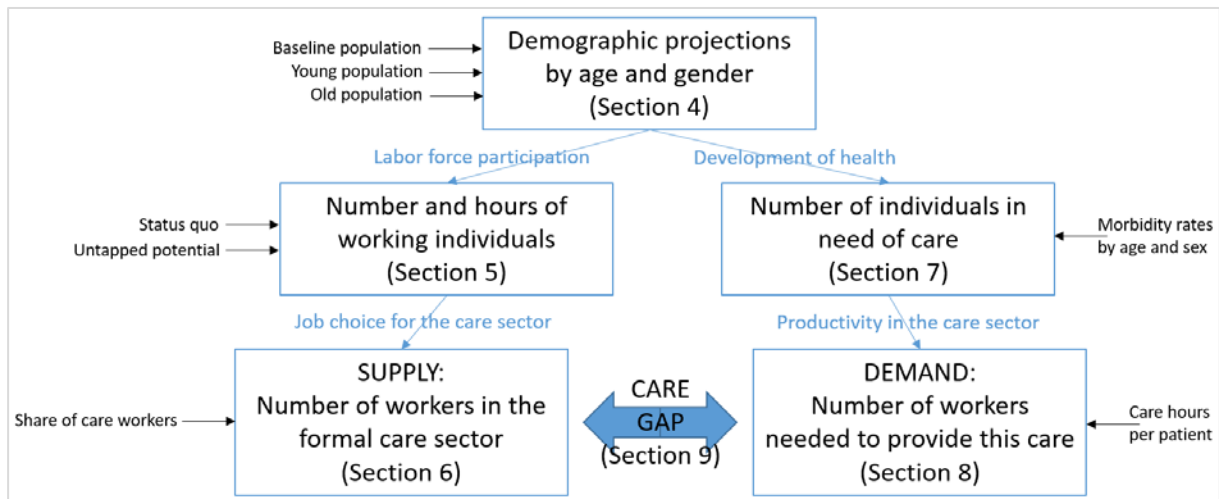 Baseline population
Young population
Old population
Demographic projections
by age and gender
(Section 4)
Labor force participation
Development of health
Status quo
Untapped potential
Number and hours of
working individuals
(Section 5)
Number of individuals in
need of care
(Section 7)
Morbidity rates
by age and sex
Job choice for the care sector
Productivity in the care sector
Share of care workers
SUPPLY:
Number of workers in the
formal care sector
(Section 6)
CARE
GAP
(Section 9)
DEMAND:
Number of workers
needed to provide this care
(Section 8)
Care hours
per patient